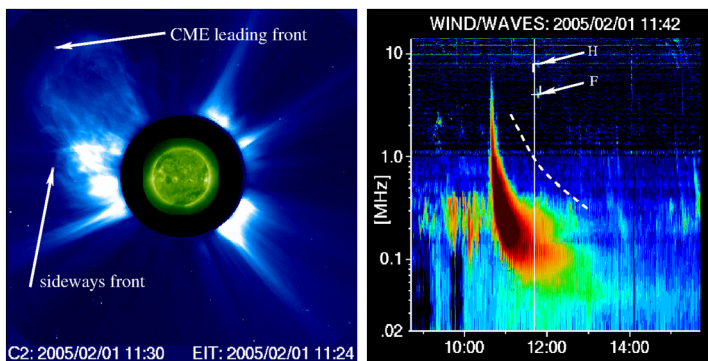 CME leading front
sideways front
C2: 2005/02/01 11:30 EIT: 2005/02/01 11:24
WIND/WAVES: 2005/02/01 11:42
10
H
F
1.0
[MHz]
0.1
.02
10:00 12:00 14:00